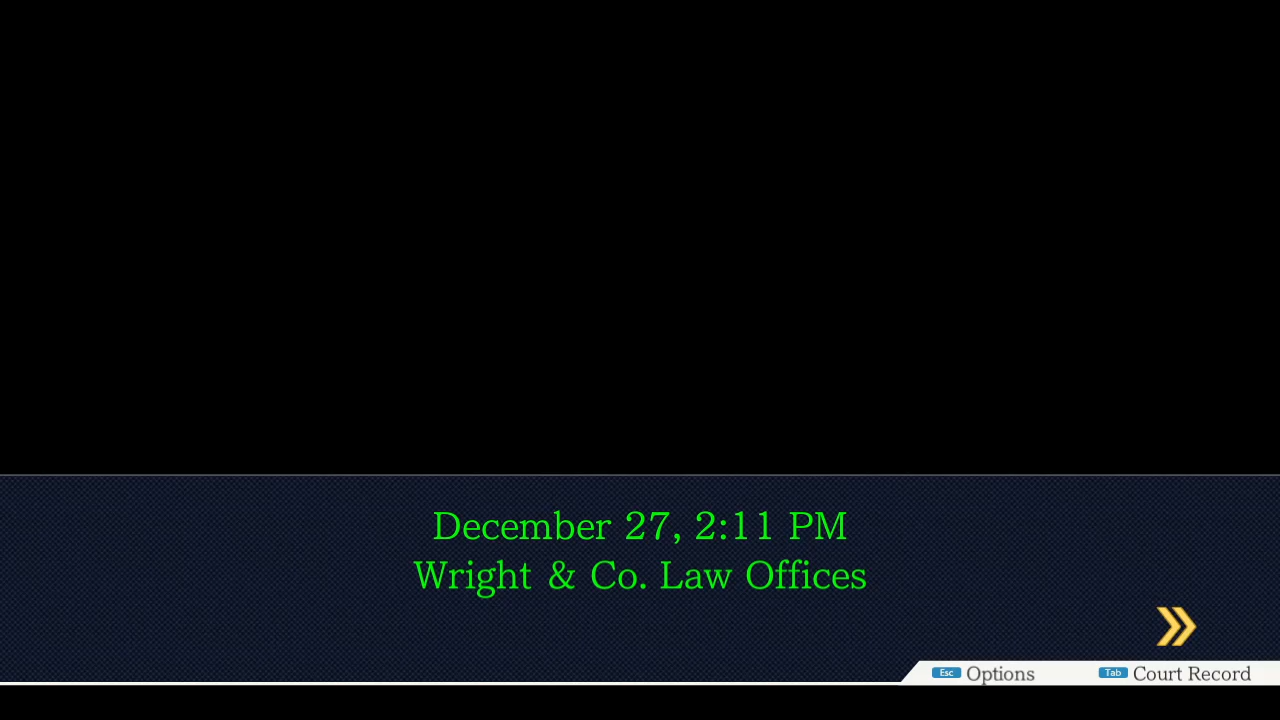 December 27, 2:11 PM
Wright & Co. Law Offices
Esc Options Tab Court Record